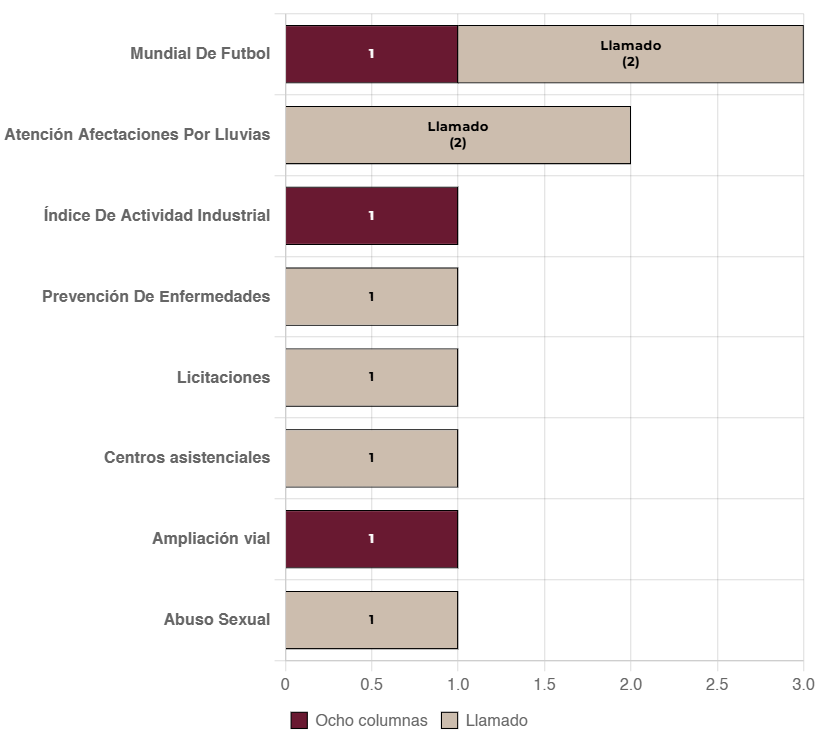 Mundial De Futbol
1
Llamado
(2)
Atención Afectaciones Por Lluvias
Llamado
(2)
Índice De Actividad Industrial
1
Prevención De Enfermedades
1
Licitaciones
1
Centros asistenciales
1
Ampliación vial
1
Abuso Sexual
1
0 0.5 1.0 1.5 2.0 2.5 3.0
Ocho columnas Llamado